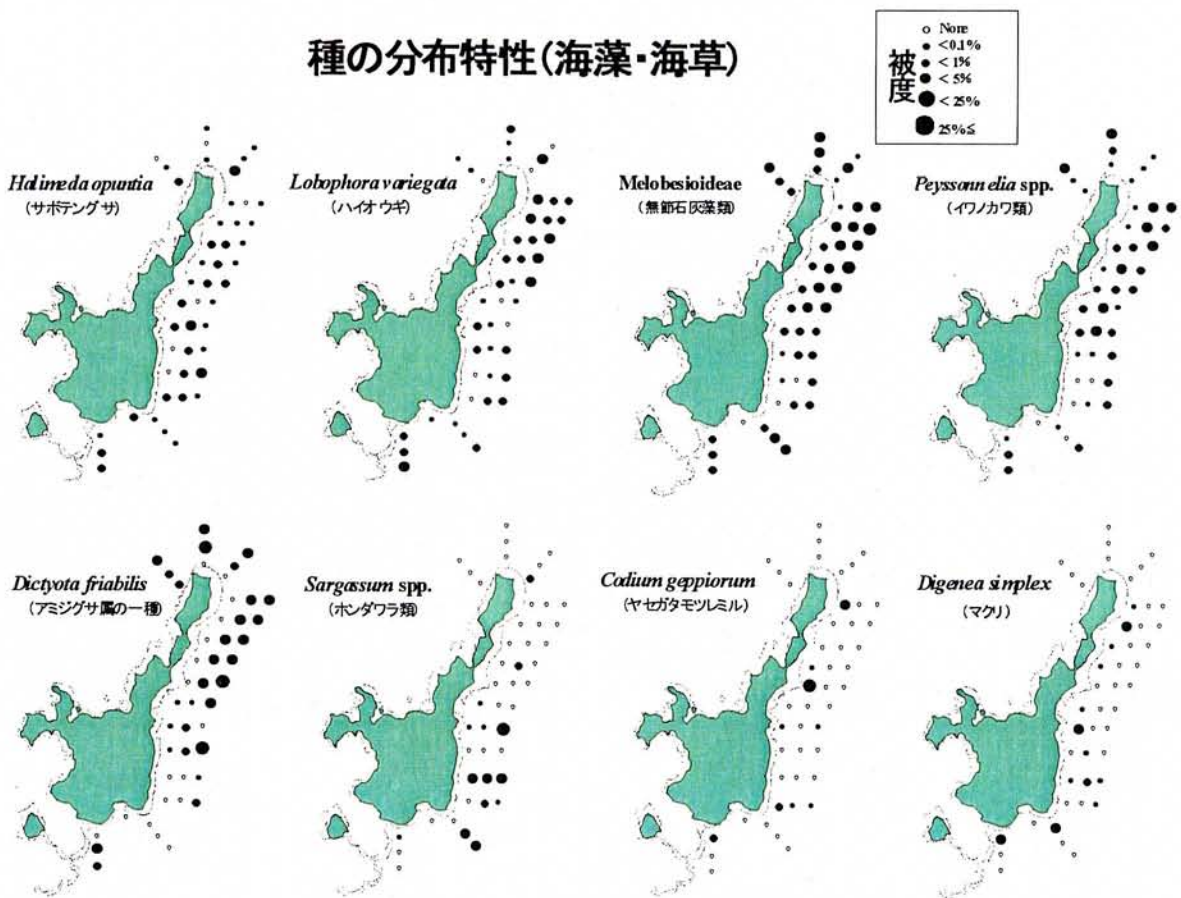 種の分布特性(海藻・海草)
被度
None
<0.1%
<1%
<5%
<25%
25%≤
Halimeda opuntia
(サボテングサ)
Lobophora variegata
(ハイオウギ)
Melobesioideae
(無節石灰藻類)
Peyssonnelia spp.
(イワノカワ類)
Dictyota friabilis
(アミジグサ属の一種)
Sargassum spp.
(ホンダワラ類)
Codium geppiorum
(ヤセガタモツレミル)
Digenea simplex
(マクリ)